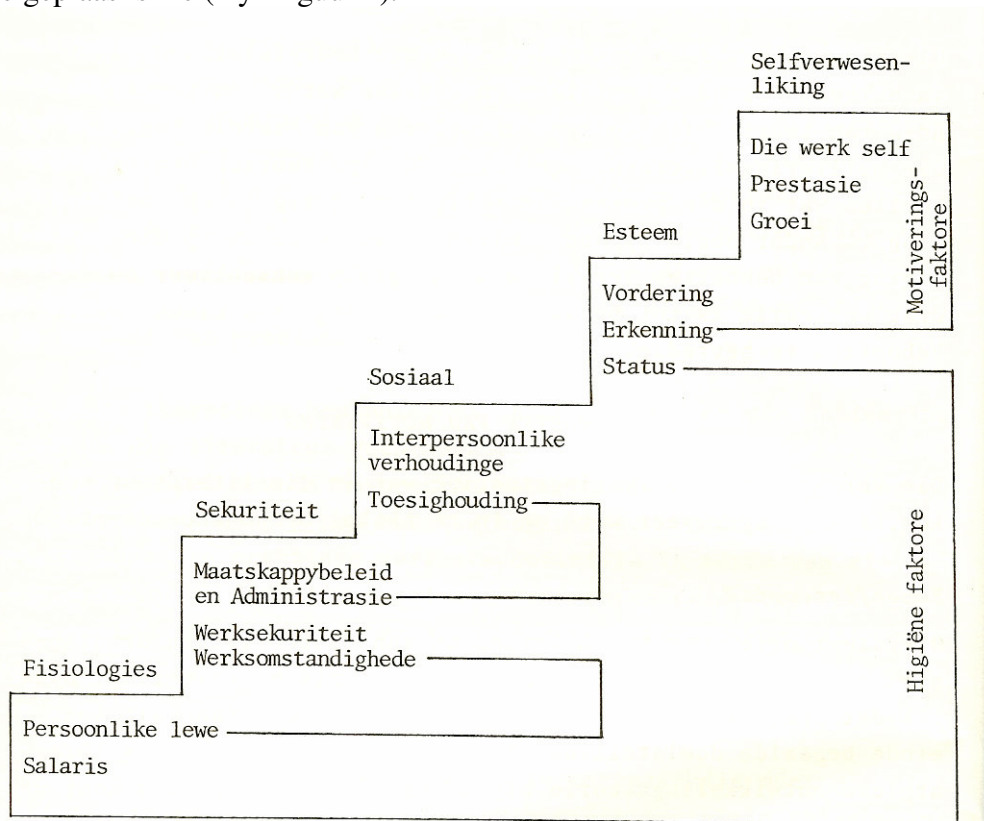 Selfverwesen-
liking
Die werk self
Prestasie
Groei
Motiverings-
faktore
Esteem
Vordering
Erkenning
Status
Sosiaal
Interpersoonlike
verhoudinge
Toesighouding
Sekuriteit
Maatskappybeleid
en Administrasie
Werksekuriteit
Werksomstandighede
Fisiologies
Persoonlike lewe
Salaris
Higiëne faktore